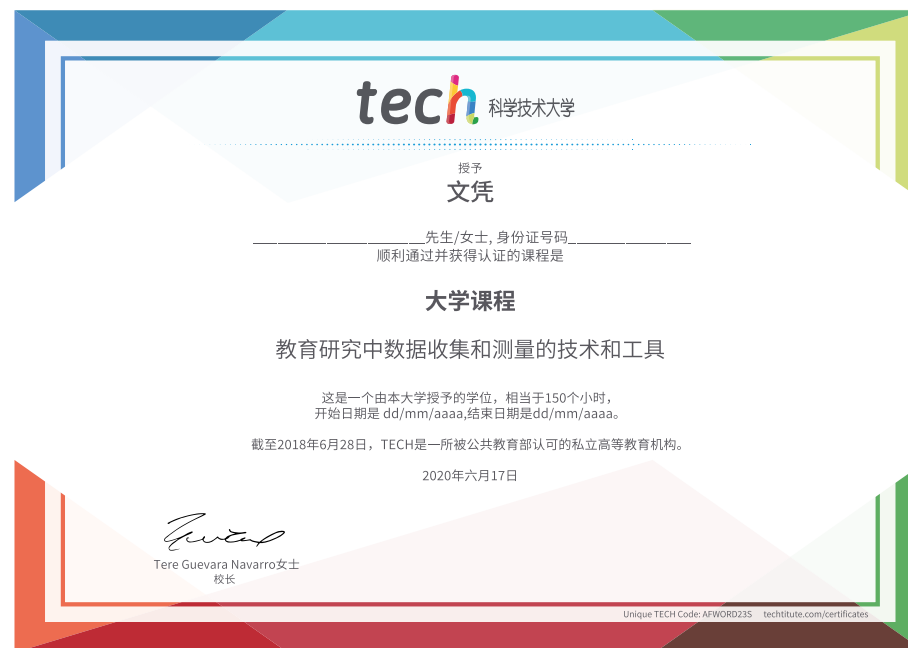 tech 科学技术大学
授予
文凭
____________________先生/女士, 身份证号码______________
顺利通过并获得认证的课程是
大学课程
教育研究中数据收集和测量的技术和工具
这是一个由本大学授予的学位，相当于150个小时，
开始日期是 dd/mm/aaaa,结束日期是dd/mm/aaaa。
截至2018年6月28日，TECH是一所被公共教育部认可的私立高等教育机构。
2020年六月17日
Tere Guevara Navarro女士
校长
Unique TECH Code: AFWORD23S techtitute.com/certificates